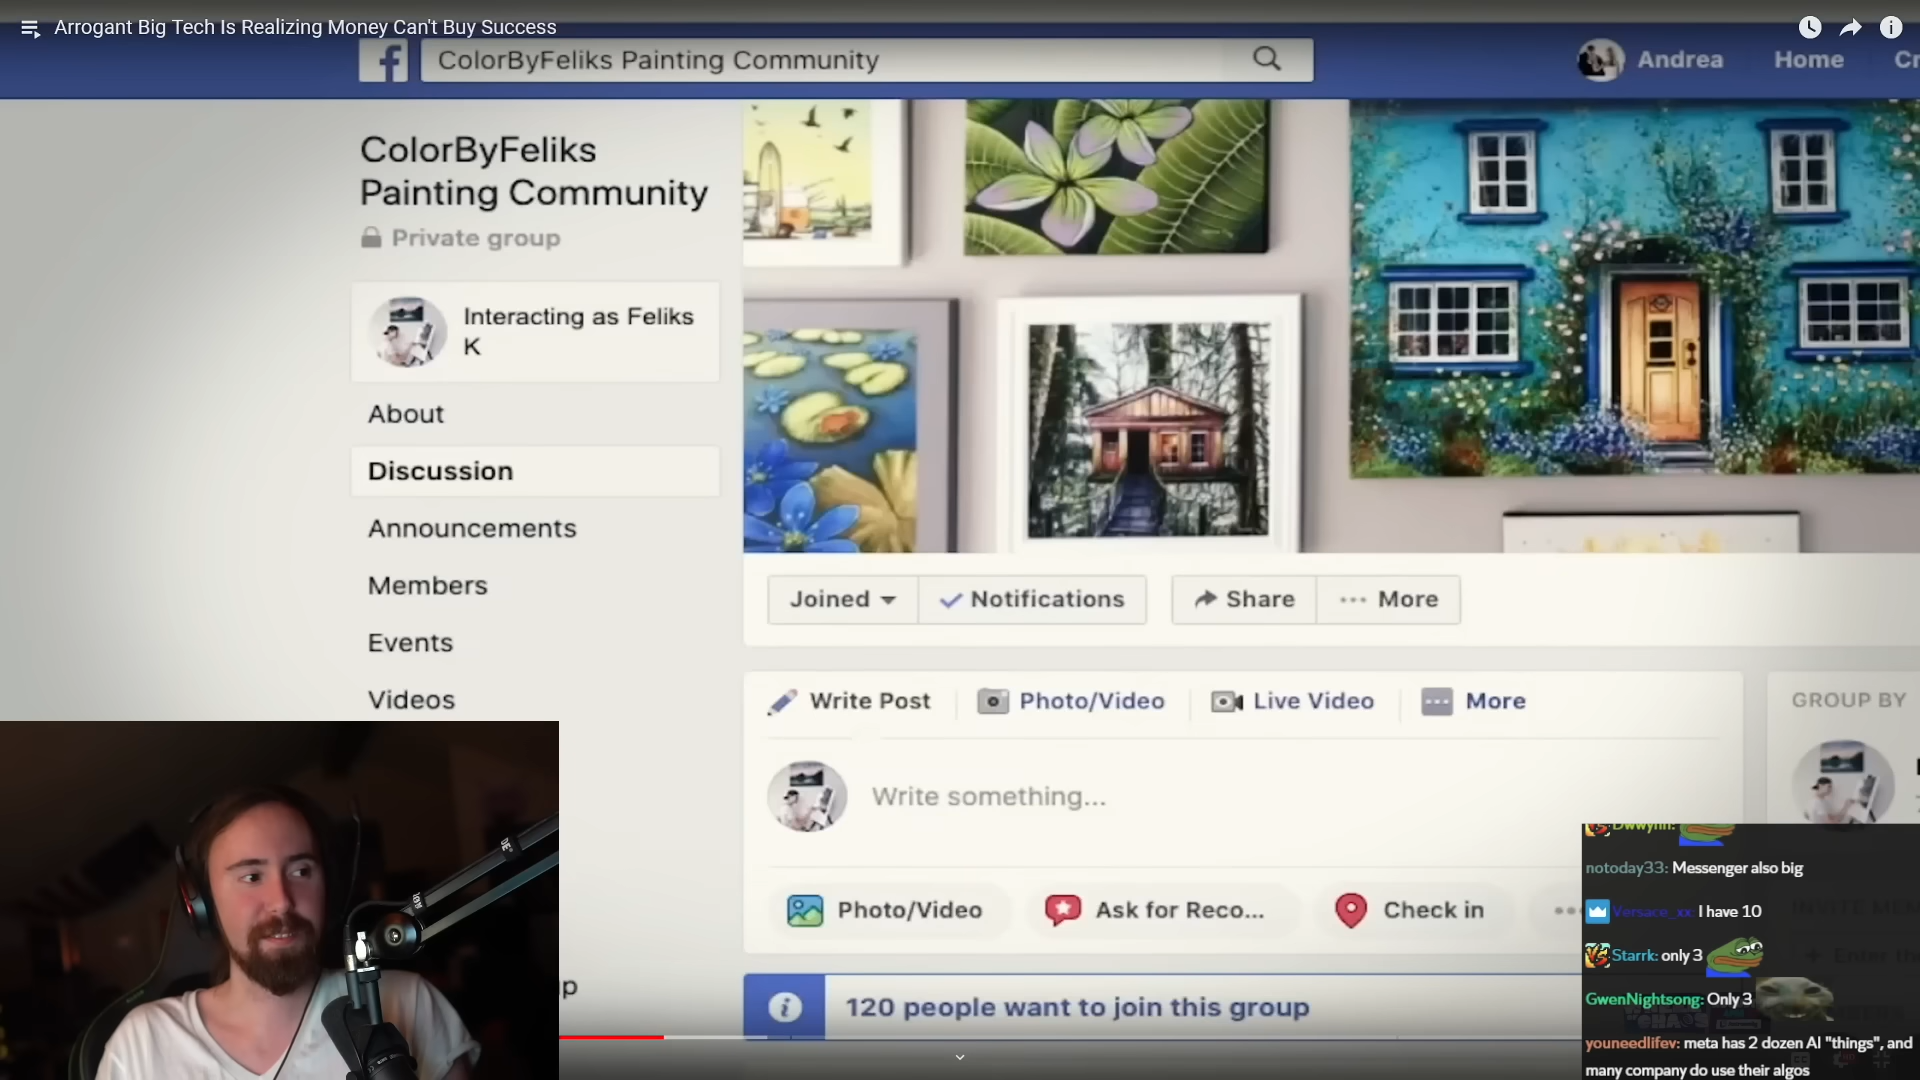 Arrogant Big Tech Is Realizing Money Can't Buy Success
ColorByFeliks Painting Community
Andrea
Home
Cr
ColorByFeliks
Painting Community
Private group
Interacting as Feliks
K
About
Discussion
Announcements
Members
Events
Videos
Joined
Notifications
Share
More
Write Post
Photo/Video
Live Video
More
GROUP BY
Write something...
Photo/Video
Ask for Reco...
Check in
120 people want to join this group
Dwwynn:
notoday33: Messenger also big
Versace_xx: I have 10
Starrk: only 3
GwenNightsong: Only 3
youneedlifev: meta has 2 dozen AI "things", and
many company do use their algos